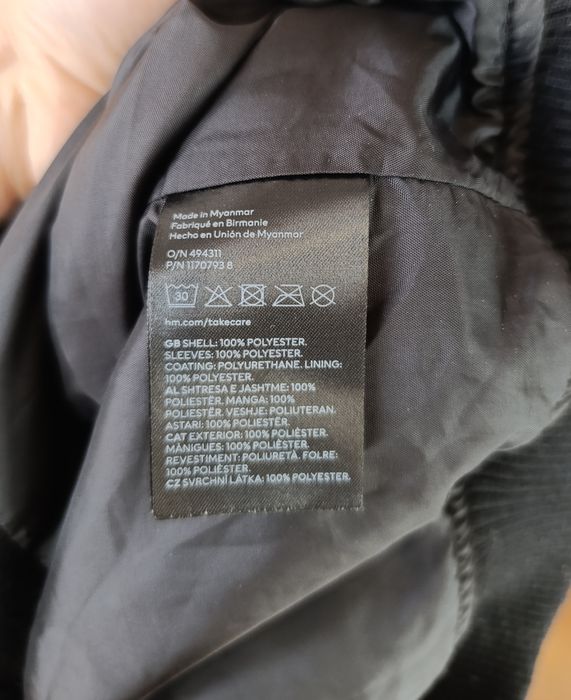 Made in Myanmar
Fabriqué en Birmanie
Hecho en Unión de Myanmar
O/N 494311
P/N 1170793 8
30
hm.com/takecare
GB SHELL: 100% POLYESTER.
SLEEVES: 100% POLYESTER.
COATING: POLYURETHANE. LINING:
100% POLYESTER.
AL SHTRESA E JASHTME: 100%
POLIESTËR. MANGA: 100%
POLIESTËR. VESHJE: POLIUTERAN.
ASTARI: 100% POLIESTËR.
CAT EXTERIOR: 100% POLIÈSTER.
MÀNIGUES: 100% POLIÈSTER.
REVESTIMENT: POLIURETÀ. FOLRE:
100% POLIÈSTER.
CZ SVRCHNÍ LÁTKA: 100% POLYESTER.